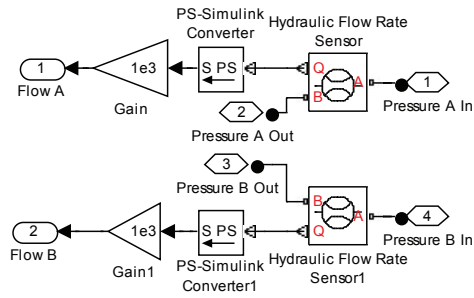 PS-Simulink
Converter
Hydraulic Flow Rate
Sensor
1
Flow A
1e3
Gain
S PS
Q
B
A
1
Pressure A In
2
Pressure A Out
3
Pressure B Out
2
Flow B
1e3
Gain1
S PS
PS-Simulink
Converter1
B
Q
A
Hydraulic Flow Rate
Sensor1
4
Pressure B In